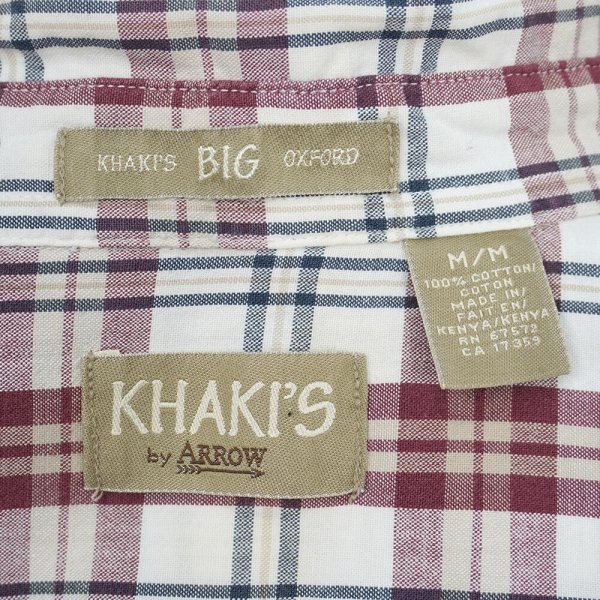 KHAKI'S BIG OXFORD
M/M
100% COTTON/
COTON
MADE IN/
FAIT EN/
KENYA/KENYA
RN 67572
CA 17359
KHAKI'S
by ARROW